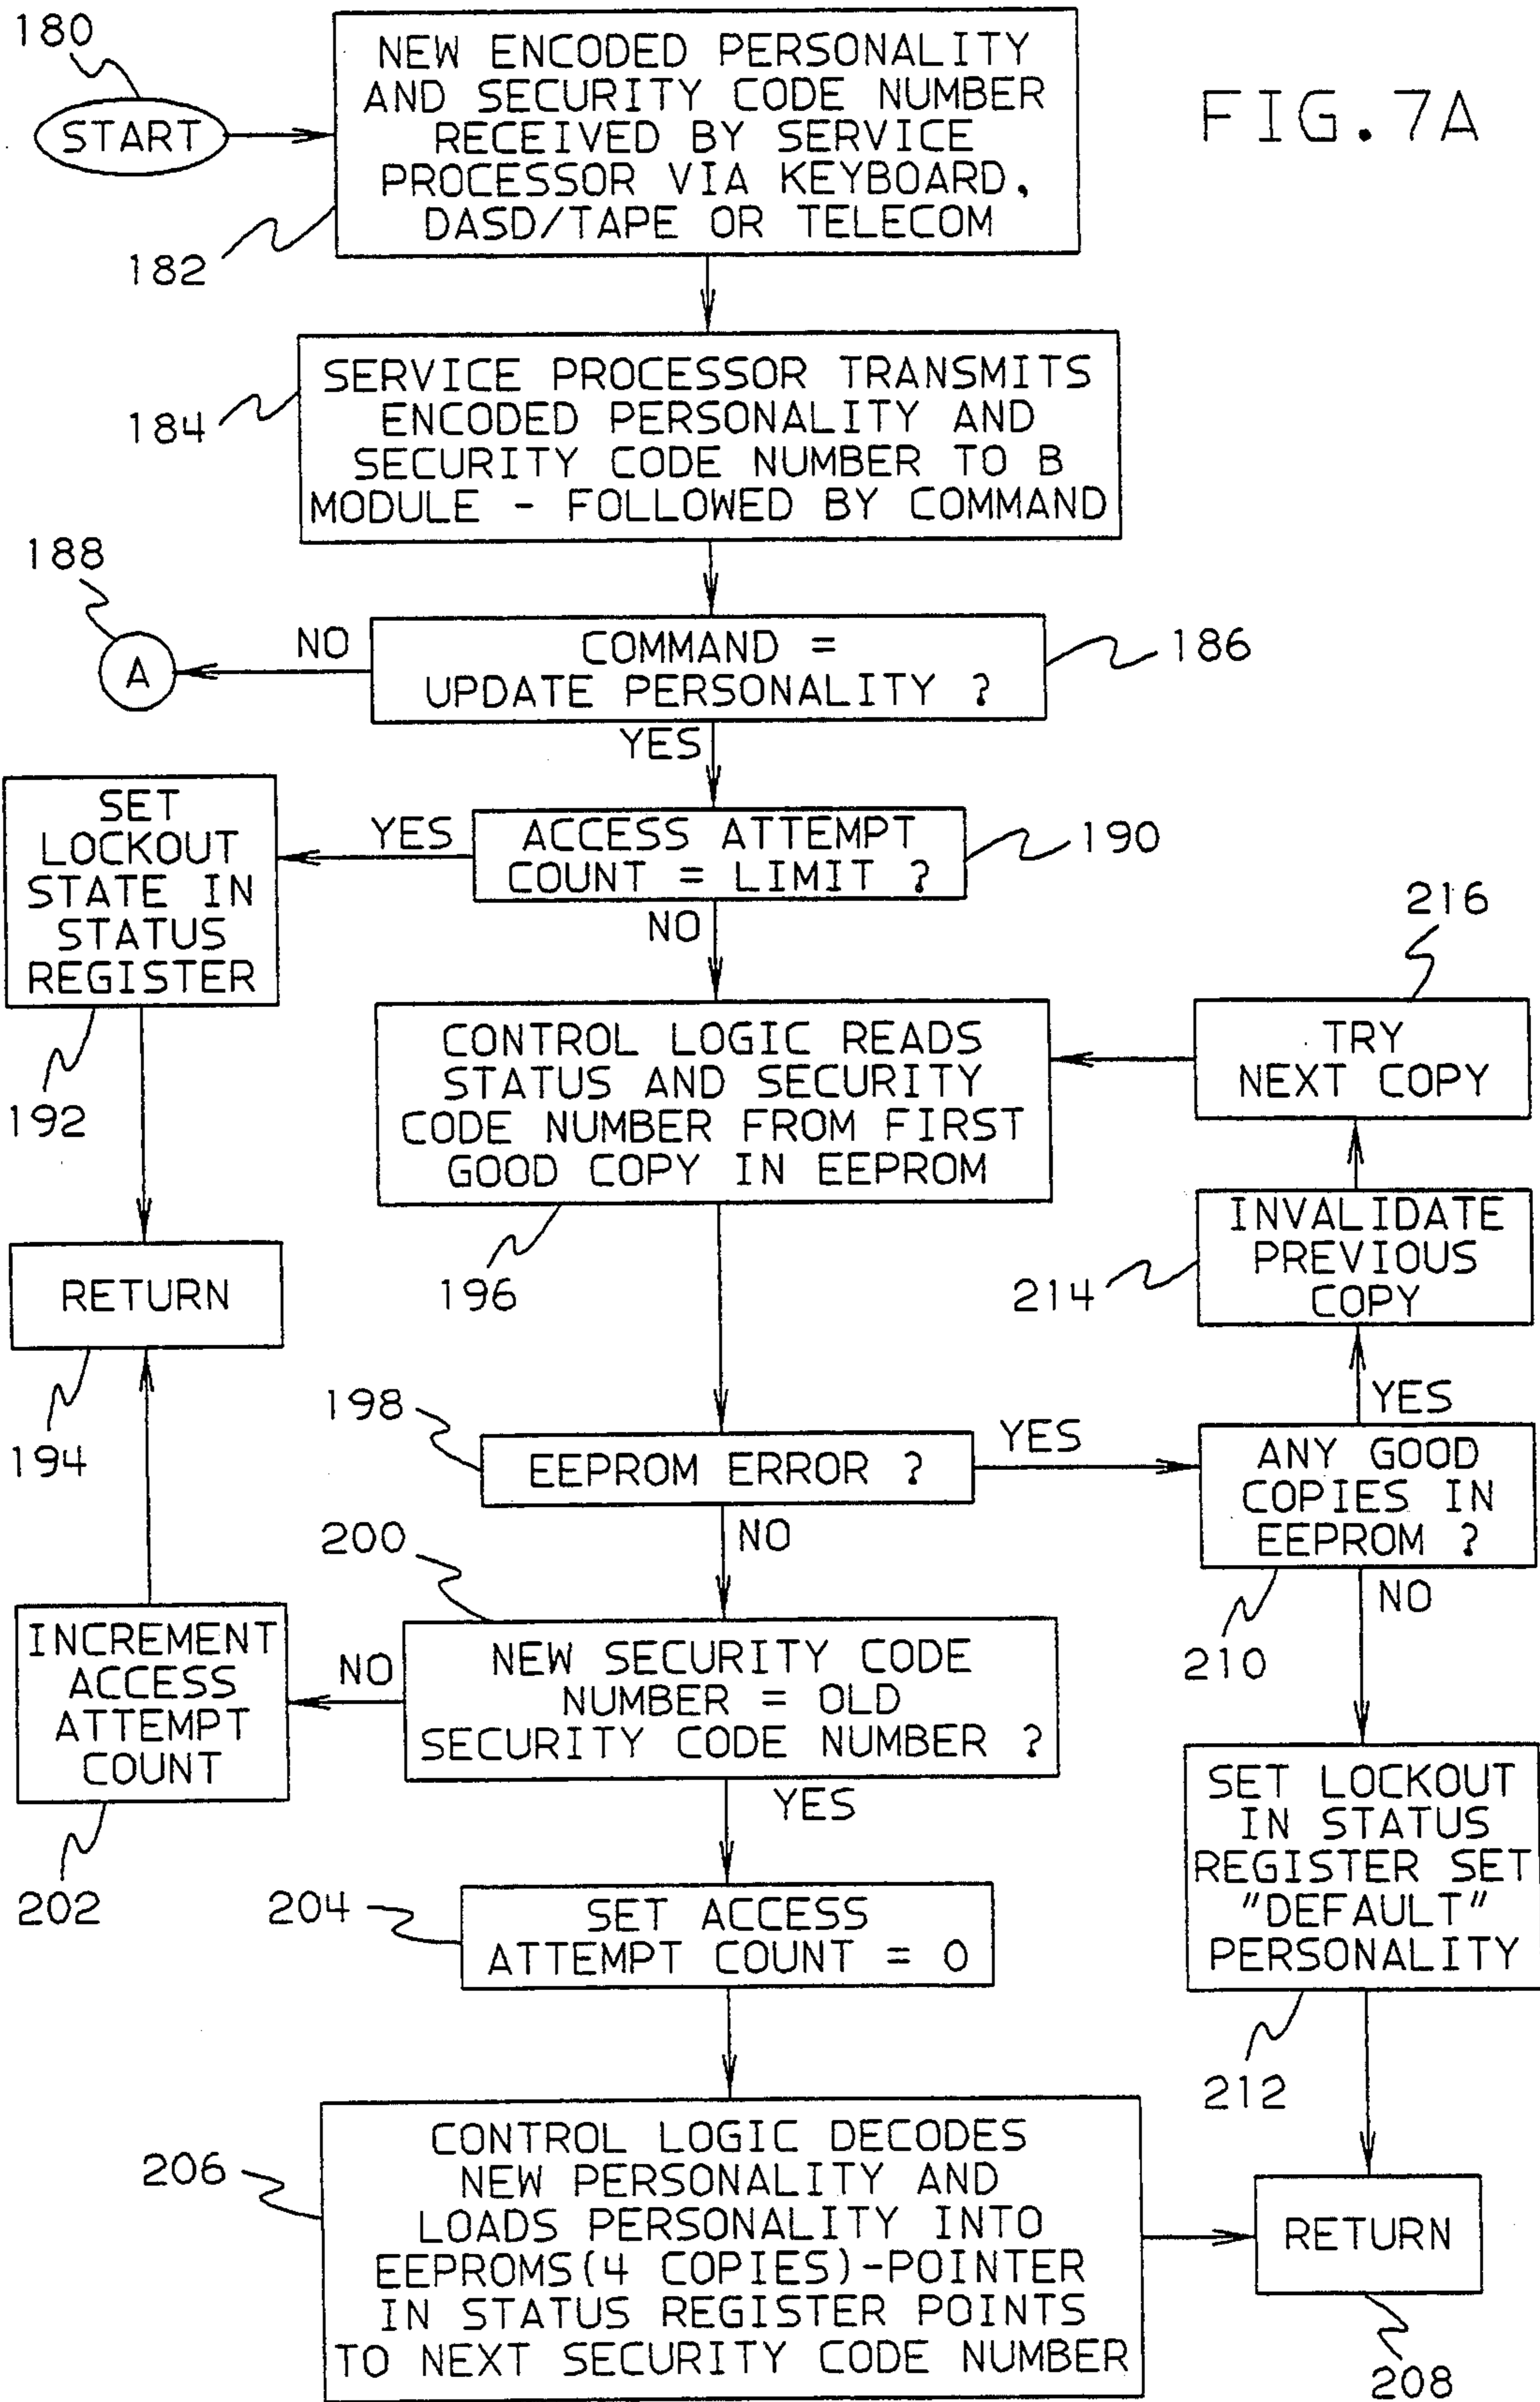 FIG. 7A
180
START
NEW ENCODED PERSONALITY
AND SECURITY CODE NUMBER
RECEIVED BY SERVICE
PROCESSOR VIA KEYBOARD,
DASD/TAPE OR TELECOM
182
SERVICE PROCESSOR TRANSMITS
ENCODED PERSONALITY AND
SECURITY CODE NUMBER TO B
MODULE - FOLLOWED BY COMMAND
184
188
A
NO
COMMAND =
UPDATE PERSONALITY ?
186
YES
SET
LOCKOUT
STATE IN
STATUS
REGISTER
YES
ACCESS ATTEMPT
COUNT = LIMIT ?
190
NO
192
CONTROL LOGIC READS
STATUS AND SECURITY
CODE NUMBER FROM FIRST
GOOD COPY IN EEPROM
196
216
TRY
NEXT COPY
INVALIDATE
PREVIOUS
COPY
214
RETURN
194
198
EEPROM ERROR ?
YES
YES
ANY GOOD
COPIES IN
EEPROM ?
210
NO
NO
200
INCREMENT
ACCESS
ATTEMPT
COUNT
202
NO
NEW SECURITY CODE
NUMBER = OLD
SECURITY CODE NUMBER ?
YES
204
SET ACCESS
ATTEMPT COUNT = 0
SET LOCKOUT
IN STATUS
REGISTER SET
"DEFAULT"
PERSONALITY
212
206
CONTROL LOGIC DECODES
NEW PERSONALITY AND
LOADS PERSONALITY INTO
EEPROMS(4 COPIES)-POINTER
IN STATUS REGISTER POINTS
TO NEXT SECURITY CODE NUMBER
RETURN
208